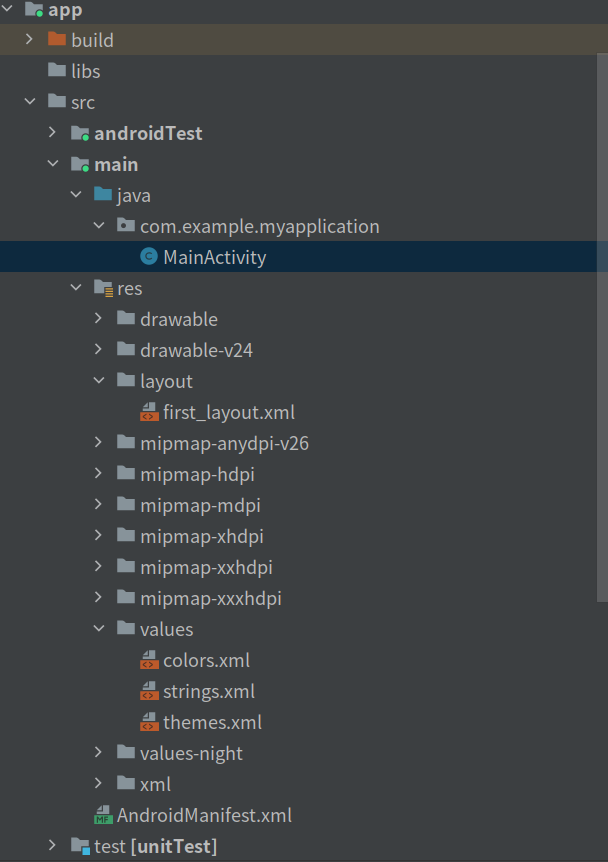 app
build
libs
src
androidTest
main
java
com.example.myapplication
C MainActivity
res
drawable
drawable-v24
layout
first_layout.xml
mipmap-anydpi-v26
mipmap-hdpi
mipmap-mdpi
mipmap-xhdpi
mipmap-xxhdpi
mipmap-xxxhdpi
values
colors.xml
strings.xml
themes.xml
values-night
xml
MF AndroidManifest.xml
test [unitTest]